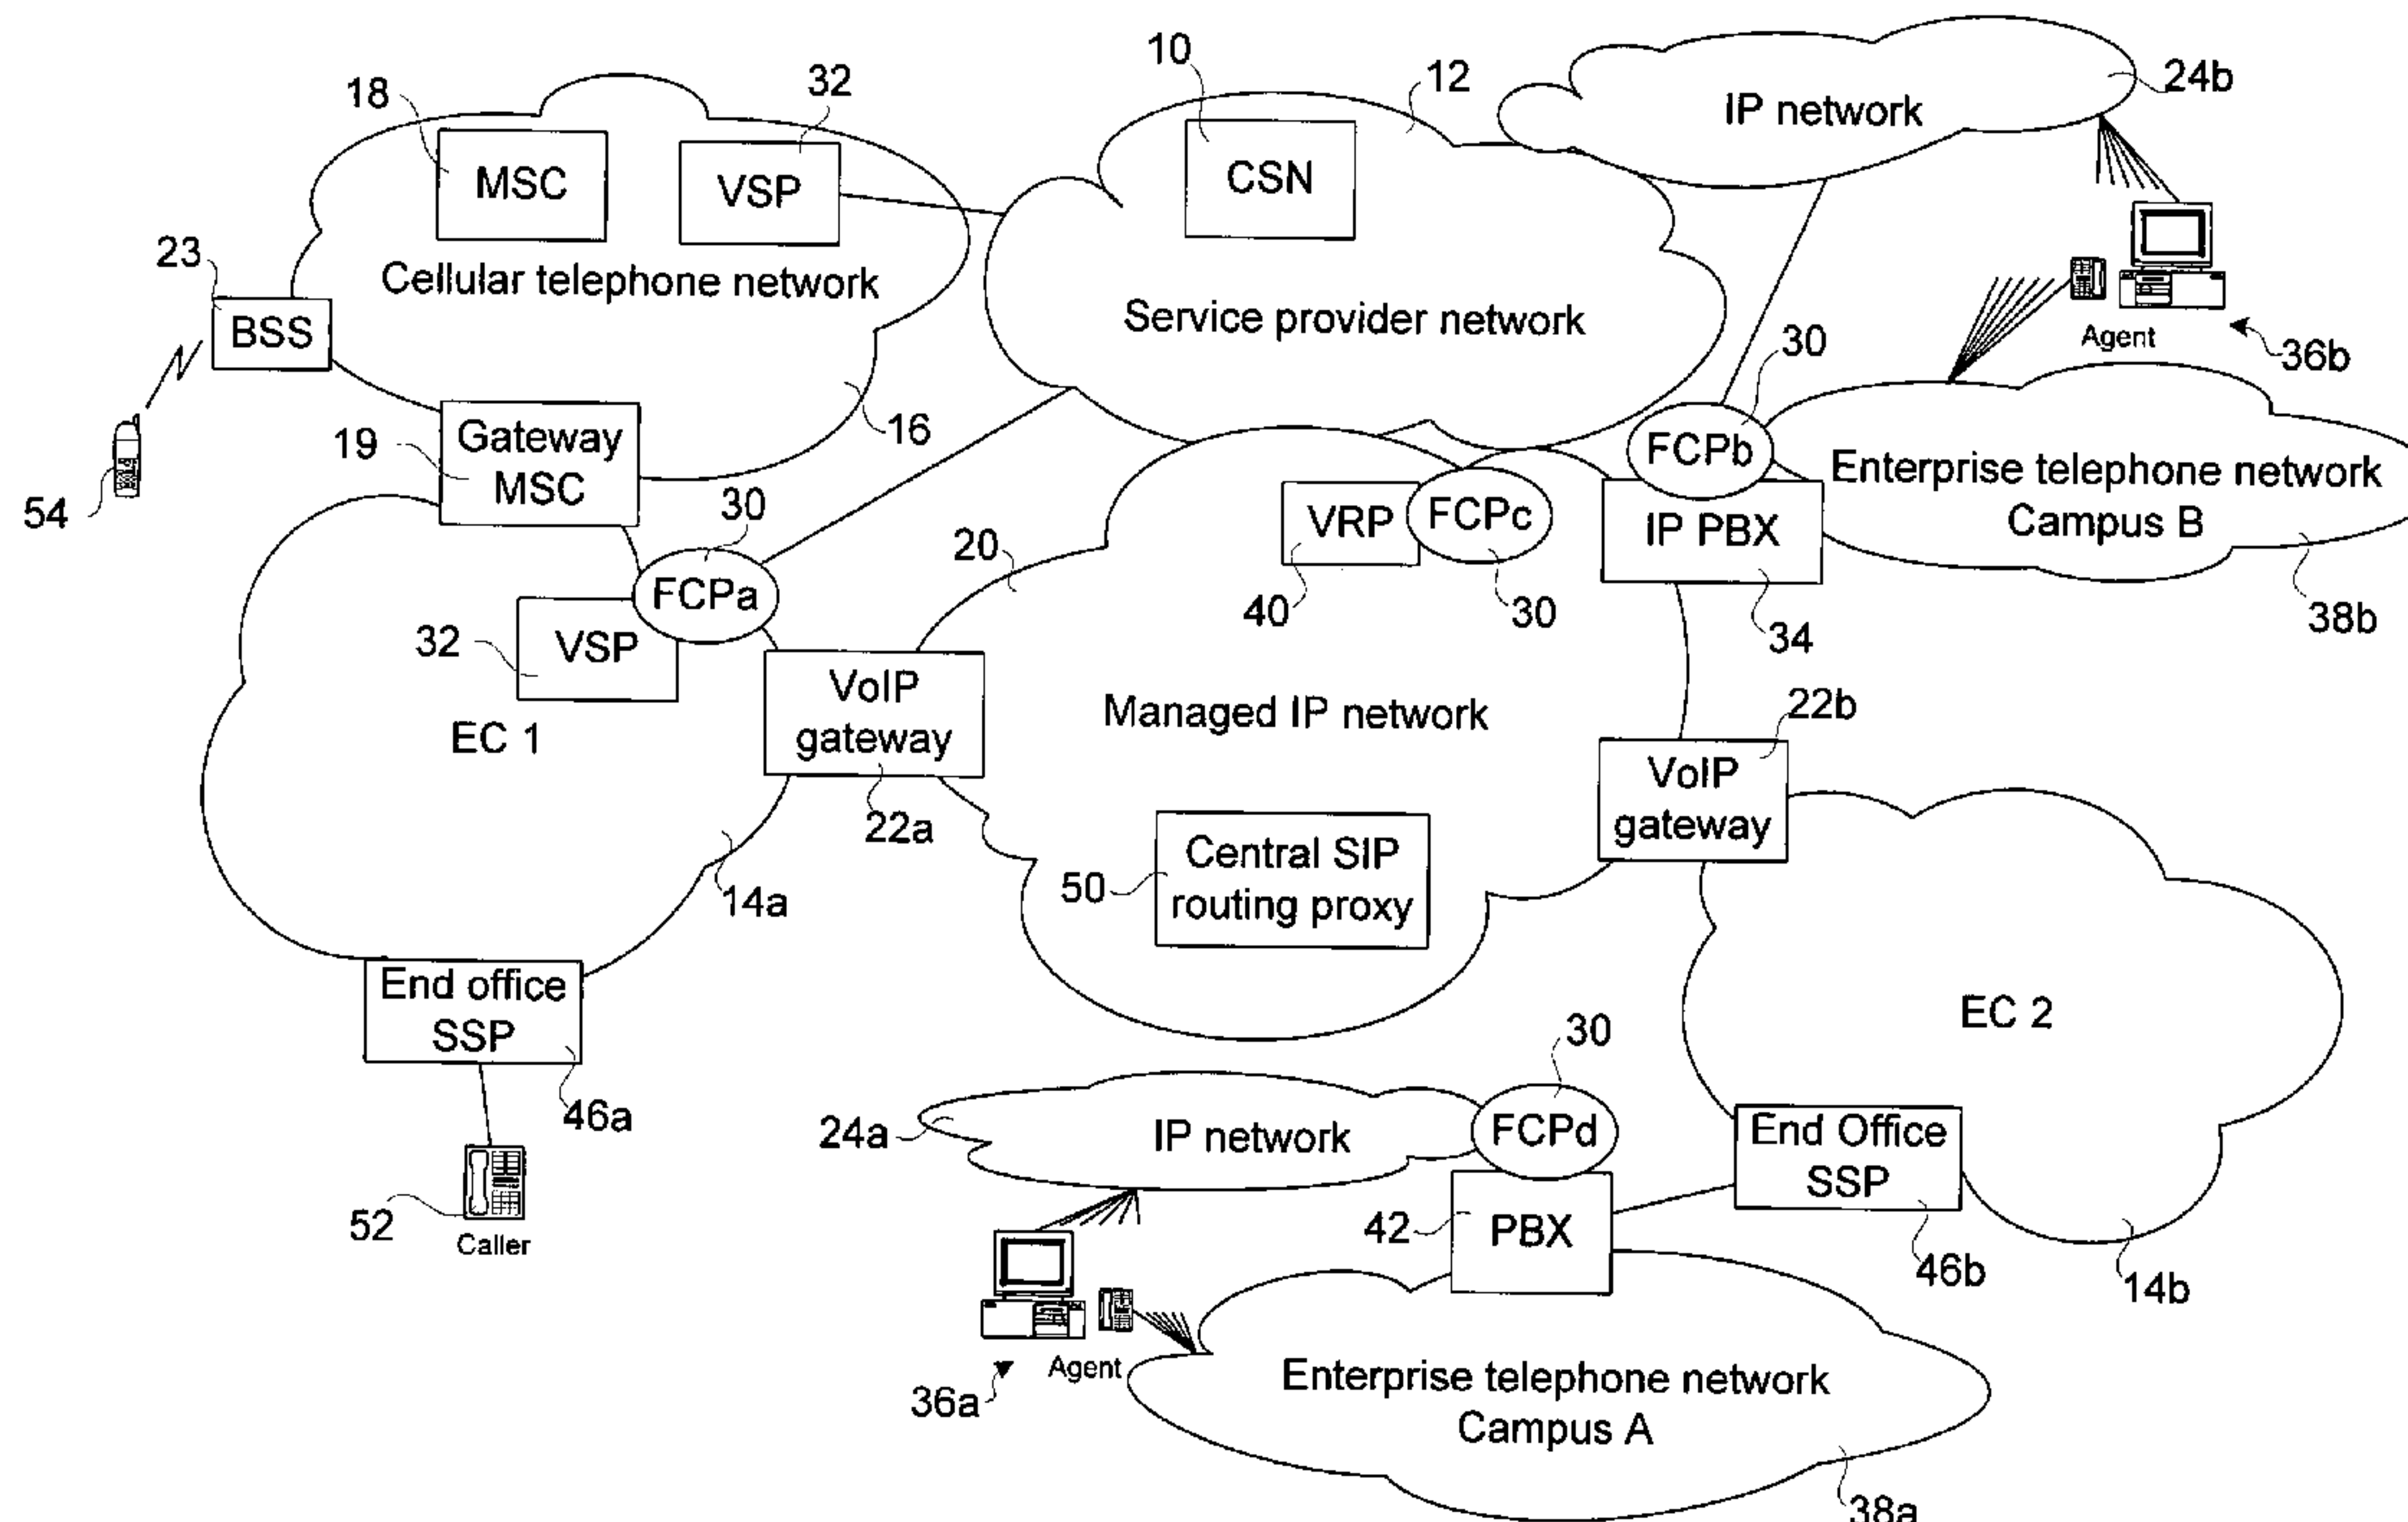 10
12
24b
IP network
18
32
MSC
VSP
CSN
23
Cellular telephone network
Service provider network
BSS
Agent
36b
30
54
19
Gateway
MSC
16
FCPb
Enterprise telephone network
Campus B
30
20
VRP
FCPc
IP PBX
FCPa
40
30
34
38b
32
VSP
VoIP
gateway
EC 1
Managed IP network
22b
VoIP
gateway
22a
14a
50
Central SIP
routing proxy
End office
SSP
EC 2
46a
30
24a
IP network
FCPd
End Office
SSP
52
Caller
42
PBX
46b
14b
36a
Agent
Enterprise telephone network
Campus A
38a